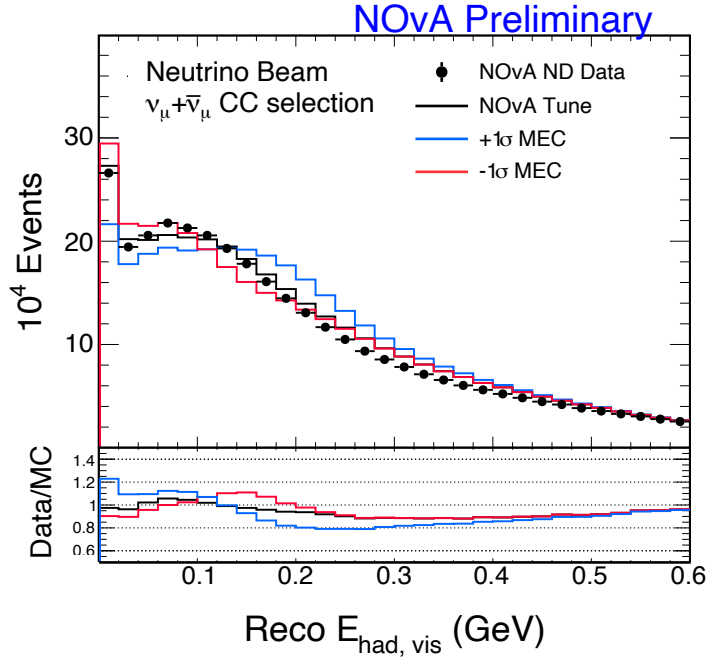 NOvA Preliminary
Neutrino Beam
νμ+ν̄μ CC selection
NOvA ND Data
NOvA Tune
+1σ MEC
-1σ MEC
30
20
10
10⁴ Events
1.4
1.2
1
0.8
0.6
Data/MC
0.1 0.2 0.3 0.4 0.5 0.6
Reco E_had, vis (GeV)